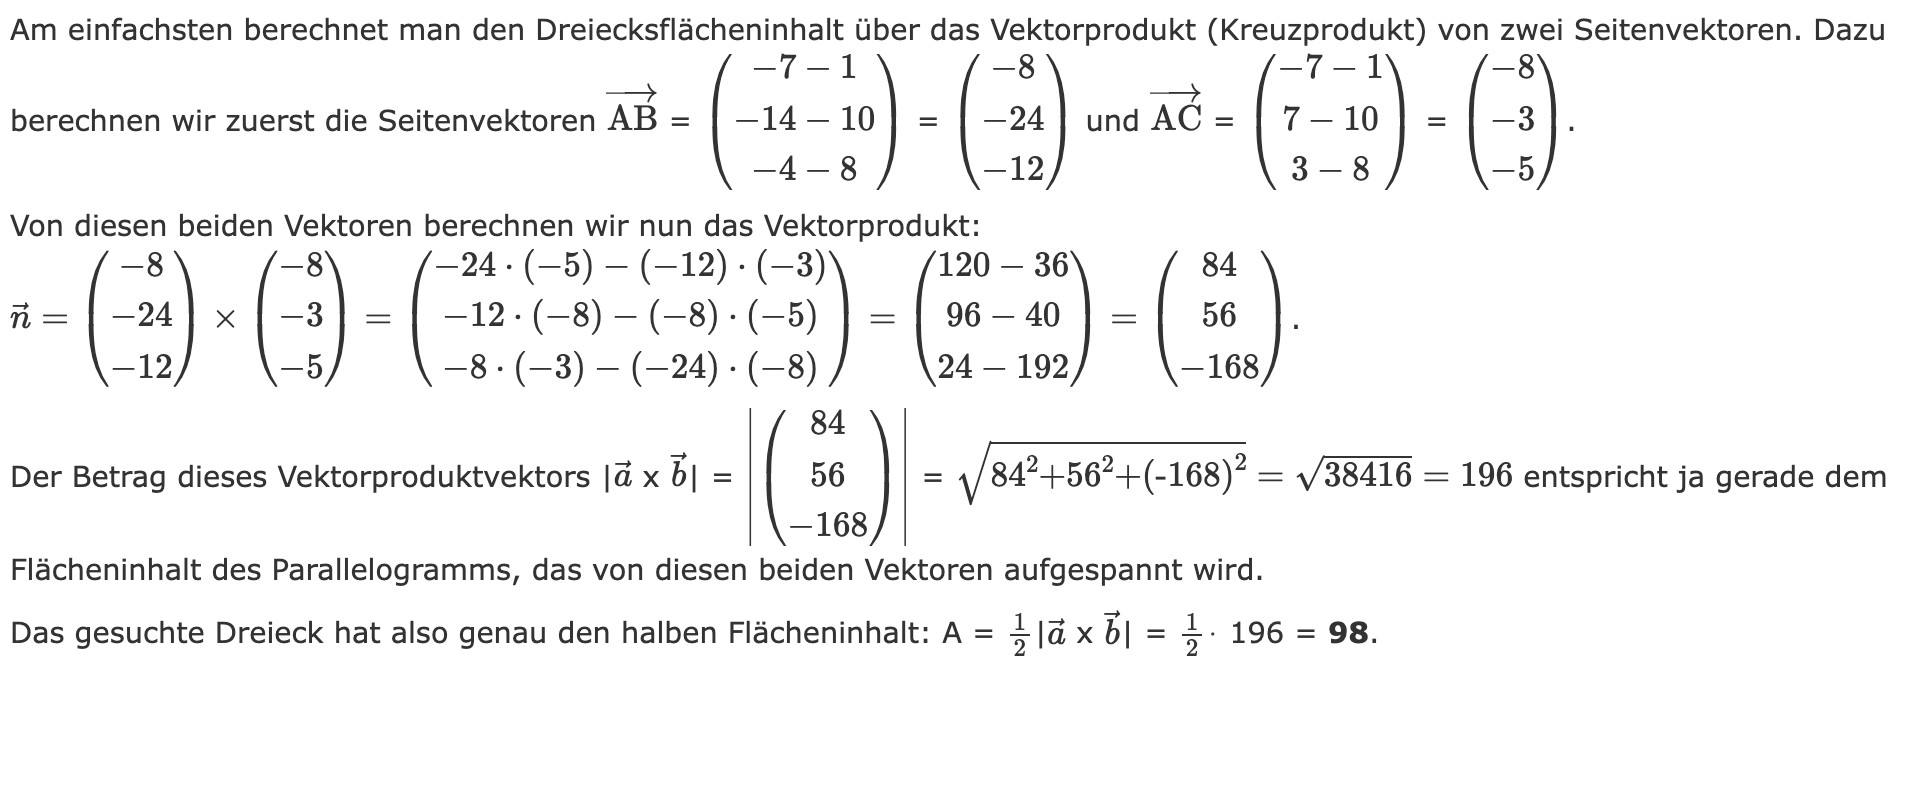 Am einfachsten berechnet man den Dreiecksflächeninhalt über das Vektorprodukt (Kreuzprodukt) von zwei Seitenvektoren. Dazu
berechnen wir zuerst die Seitenvektoren $\overrightarrow{AB}$ = $\begin{pmatrix} -7-1 \\ -14-10 \\ -4-8 \end{pmatrix}$ = $\begin{pmatrix} -8 \\ -24 \\ -12 \end{pmatrix}$ und $\overrightarrow{AC}$ = $\begin{pmatrix} -7-1 \\ 7-10 \\ 3-8 \end{pmatrix}$ = $\begin{pmatrix} -8 \\ -3 \\ -5 \end{pmatrix}$.
Von diesen beiden Vektoren berechnen wir nun das Vektorprodukt:
$\vec{n} = \begin{pmatrix} -8 \\ -24 \\ -12 \end{pmatrix} \times \begin{pmatrix} -8 \\ -3 \\ -5 \end{pmatrix} = \begin{pmatrix} -24 \cdot (-5) - (-12) \cdot (-3) \\ -12 \cdot (-8) - (-8) \cdot (-5) \\ -8 \cdot (-3) - (-24) \cdot (-8) \end{pmatrix} = \begin{pmatrix} 120-36 \\ 96-40 \\ 24-192 \end{pmatrix} = \begin{pmatrix} 84 \\ 56 \\ -168 \end{pmatrix}$.
Der Betrag dieses Vektorproduktvektors |$\vec{a}$ x $\vec{b}$| = $\left| \begin{pmatrix} 84 \\ 56 \\ -168 \end{pmatrix} \right|$ = $\sqrt{84^2+56^2+(-168)^2} = \sqrt{38416} = 196$ entspricht ja gerade dem
Flächeninhalt des Parallelogramms, das von diesen beiden Vektoren aufgespannt wird.
Das gesuchte Dreieck hat also genau den halben Flächeninhalt: A = $\frac{1}{2}$|$\vec{a}$ x $\vec{b}$| = $\frac{1}{2}$· 196 = 98.